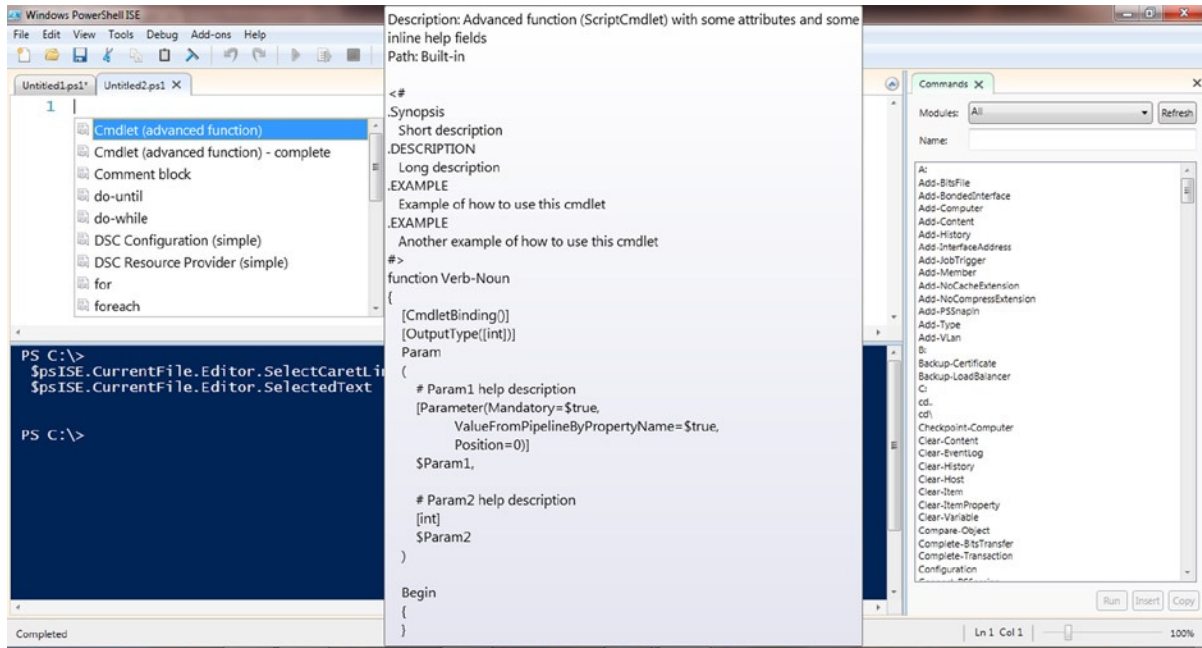 Windows PowerShell ISE
File Edit View Tools Debug Add-ons Help
Untitled1.ps1* Untitled2.ps1 X
1
Cmdlet (advanced function)
Cmdlet (advanced function) - complete
Comment block
do-until
do-while
DSC Configuration (simple)
DSC Resource Provider (simple)
for
foreach
Description: Advanced function (ScriptCmdlet) with some attributes and some
inline help fields
Path: Built-in
<#
.Synopsis
Short description
.DESCRIPTION
Long description
.EXAMPLE
Example of how to use this cmdlet
.EXAMPLE
Another example of how to use this cmdlet
#>
function Verb-Noun
{
[CmdletBinding()]
[OutputType([int])]
Param
(
# Param1 help description
[Parameter(Mandatory=$true,
ValueFromPipelineByPropertyName=$true,
Position=0)]
$Param1,
# Param2 help description
[int]
$Param2
)
Begin
{
}
PS C:\>
$psISE.CurrentFile.Editor.SelectCaretLi
$psISE.CurrentFile.Editor.SelectedText
PS C:\>
Commands X
Modules: All Refresh
Name:
A:
Add-BitsFile
Add-BondedInterface
Add-Computer
Add-Content
Add-History
Add-InterfaceAddress
Add-JobTrigger
Add-Member
Add-NoCacheExtension
Add-NoCompressExtension
Add-PSSnapin
Add-Type
Add-VLan
B:
Backup-Certificate
Backup-LoadBalancer
C:
cd..
cd\
Checkpoint-Computer
Clear-Content
Clear-EventLog
Clear-History
Clear-Host
Clear-Item
Clear-ItemProperty
Clear-Variable
Compare-Object
Complete-BitsTransfer
Complete-Transaction
Configuration
Run Insert Copy
Completed
Ln 1 Col 1 100%